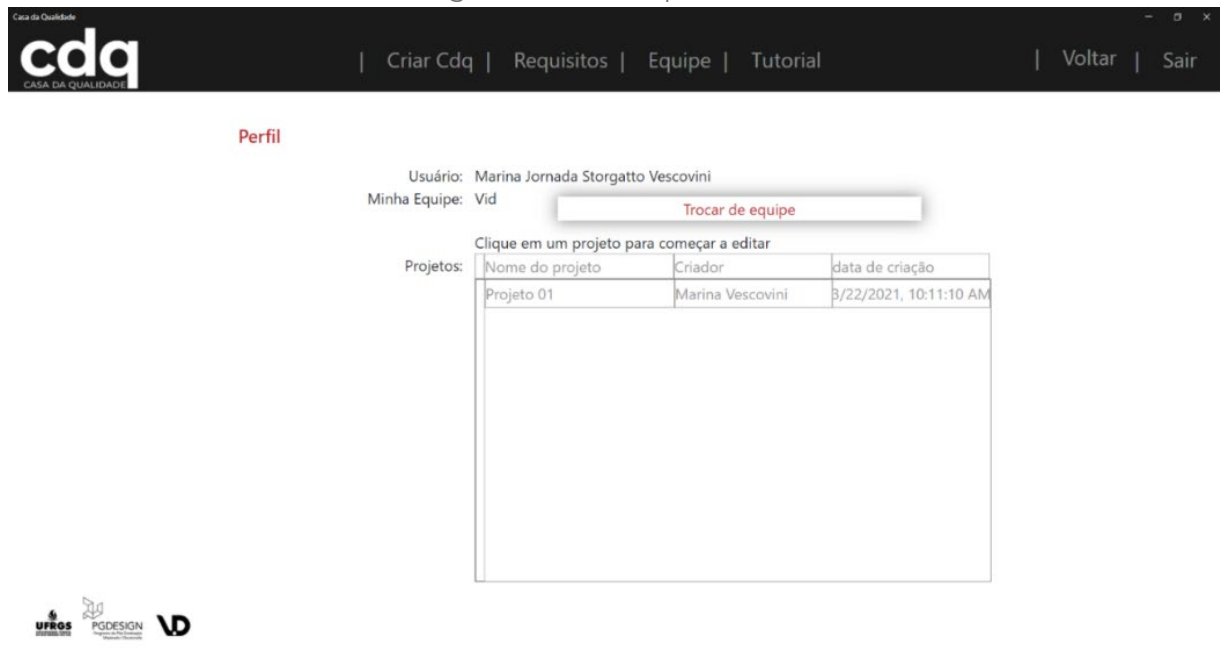 Casa da Qualidade
cdq
CASA DA QUALIDADE
| Criar Cdq | Requisitos | Equipe | Tutorial | Voltar | Sair
Perfil
Usuário: Marina Jornada Storgatto Vescovini
Minha Equipe: Vid
Trocar de equipe
Clique em um projeto para começar a editar
Projetos: Nome do projeto Criador data de criação
Projeto 01 Marina Vescovini 3/22/2021, 10:11:10 AM
UFRGS
PGDESIGN
VD